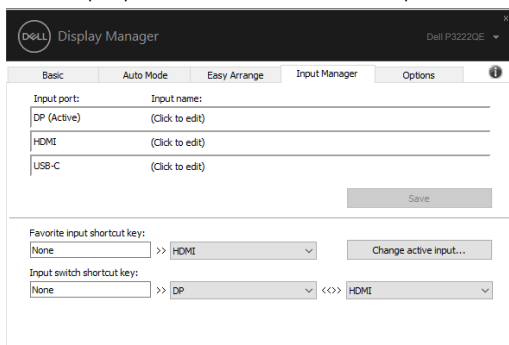 DELL Display Manager Dell P3222QE
Basic Auto Mode Easy Arrange Input Manager Options
Input port: Input name:
DP (Active) (Click to edit)
HDMI (Click to edit)
USB-C (Click to edit)
Save
Favorite input shortcut key:
None >> HDMI Change active input...
Input switch shortcut key:
None >> DP <<>> HDMI